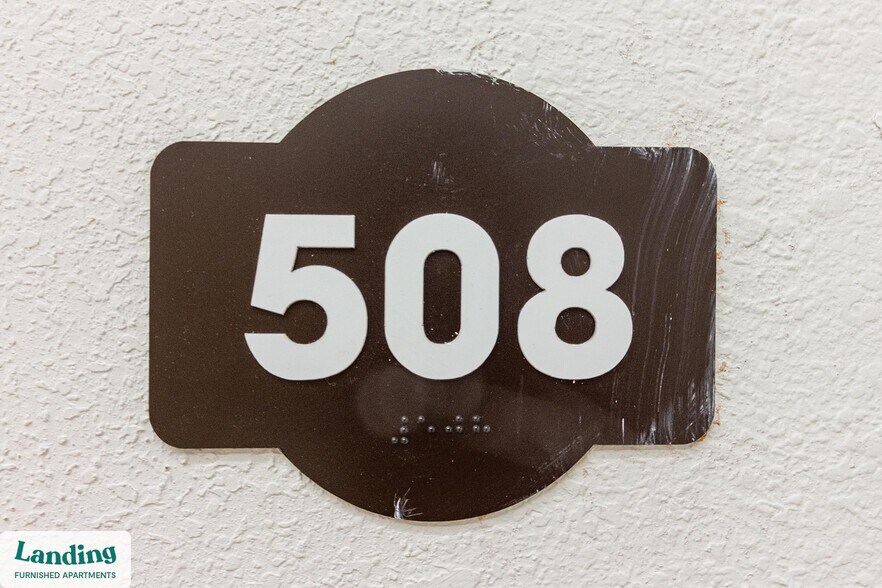 508
⠼⠑⠚⠓
Landing
FURNISHED APARTMENTS